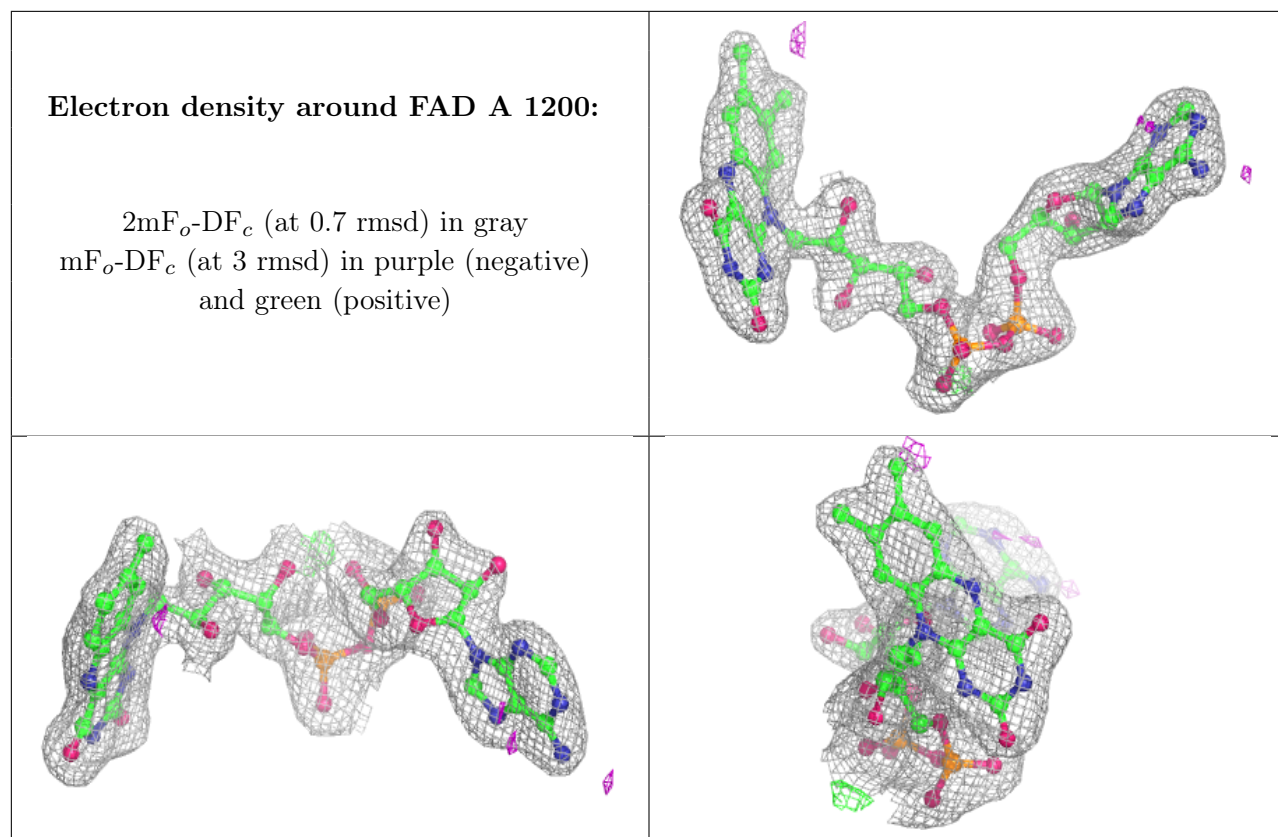 Electron density around FAD A 1200:
2mFₒ-DF𝒸 (at 0.7 rmsd) in gray
mFₒ-DF𝒸 (at 3 rmsd) in purple (negative)
and green (positive)